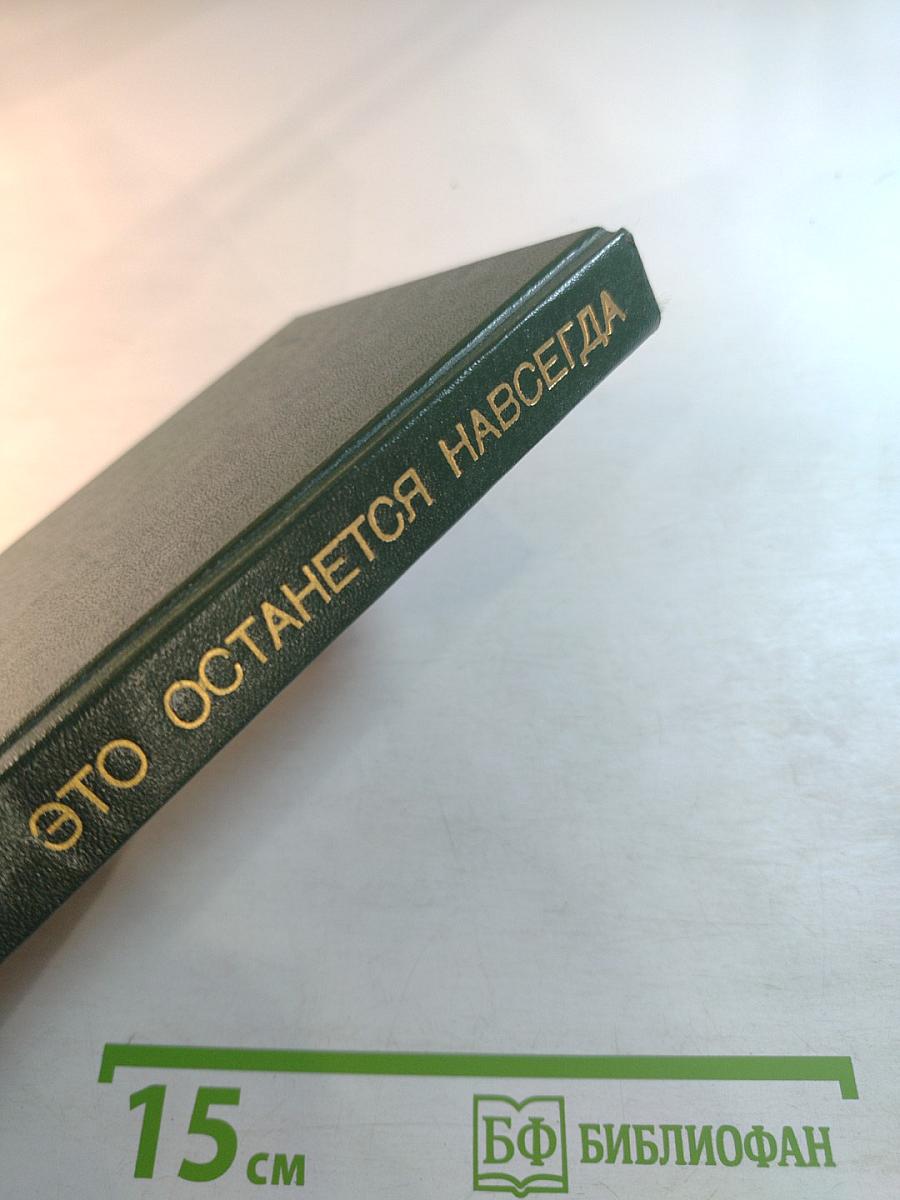 ЭТО ОСТАНЕТСЯ НАВСЕГДА
15 см
БФ БИБЛИОФАН